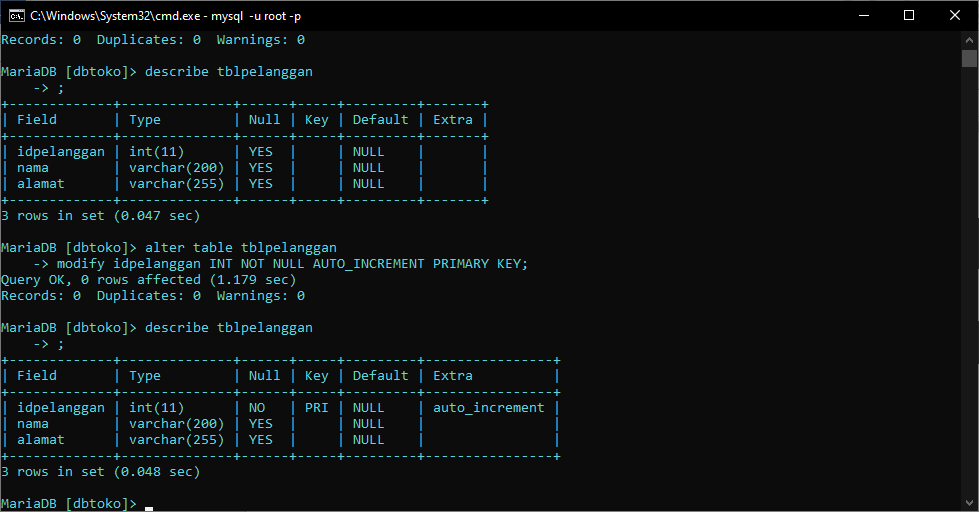 C:\Windows\System32\cmd.exe - mysql  -u root -p
Records: 0  Duplicates: 0  Warnings: 0
MariaDB [dbtoko]> describe tblpelanggan
    -> ;
+-------------+--------------+------+-----+---------+-------+
| Field       | Type         | Null | Key | Default | Extra |
+-------------+--------------+------+-----+---------+-------+
| idpelanggan | int(11)      | YES  |     | NULL    |       |
| nama        | varchar(200) | YES  |     | NULL    |       |
| alamat      | varchar(255) | YES  |     | NULL    |       |
+-------------+--------------+------+-----+---------+-------+
3 rows in set (0.047 sec)
MariaDB [dbtoko]> alter table tblpelanggan
    -> modify idpelanggan INT NOT NULL AUTO_INCREMENT PRIMARY KEY;
Query OK, 0 rows affected (1.179 sec)
Records: 0  Duplicates: 0  Warnings: 0
MariaDB [dbtoko]> describe tblpelanggan
    -> ;
+-------------+--------------+------+-----+---------+----------------+
| Field       | Type         | Null | Key | Default | Extra          |
+-------------+--------------+------+-----+---------+----------------+
| idpelanggan | int(11)      | NO   | PRI | NULL    | auto_increment |
| nama        | varchar(200) | YES  |     | NULL    |                |
| alamat      | varchar(255) | YES  |     | NULL    |                |
+-------------+--------------+------+-----+---------+----------------+
3 rows in set (0.048 sec)
MariaDB [dbtoko]>